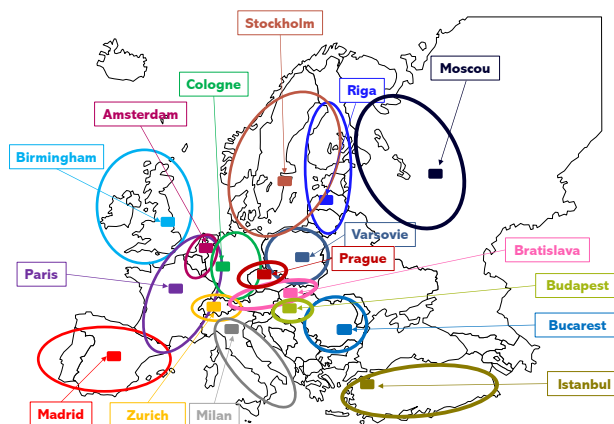 Stockholm
Moscou
Cologne
Riga
Amsterdam
Birmingham
Varsovie
Bratislava
Prague
Paris
Budapest
Bucarest
Istanbul
Madrid
Zurich
Milan